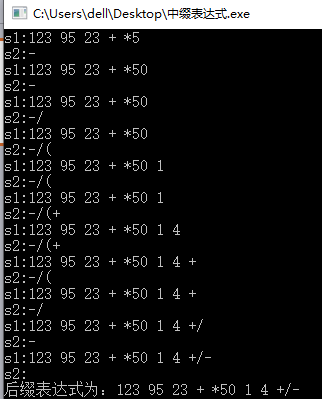 C:\Users\dell\Desktop\中缀表达式.exe
s1:123 95 23 + *5
s2:-
s1:123 95 23 + *50
s2:-
s1:123 95 23 + *50
s2:-/
s1:123 95 23 + *50
s2:-/(
s1:123 95 23 + *50 1
s2:-/(
s1:123 95 23 + *50 1
s2:-/(+
s1:123 95 23 + *50 1 4
s2:-/(+
s1:123 95 23 + *50 1 4 +
s2:-/(
s1:123 95 23 + *50 1 4 +
s2:-/
s1:123 95 23 + *50 1 4 +/
s2:-
s1:123 95 23 + *50 1 4 +/-
s2:
后缀表达式为：123 95 23 + *50 1 4 +/-